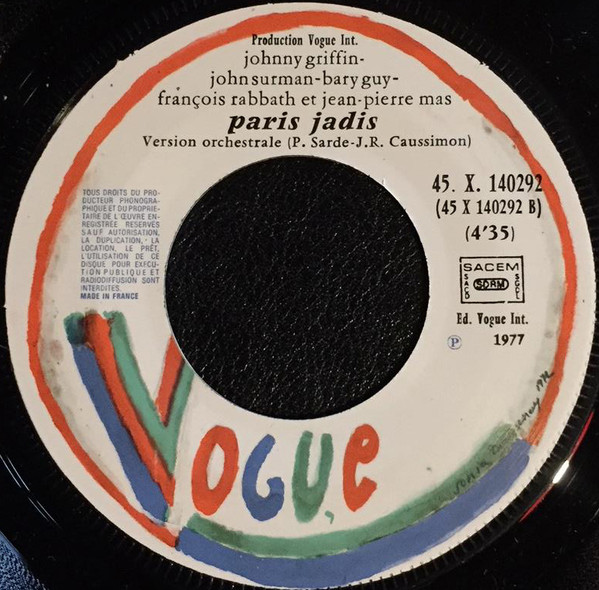 Production Vogue Int.
johnny griffin-
john surman-bary guy-
françois rabbath et jean-pierre mas
paris jadis
Version orchestrale (P. Sarde-J.R. Caussimon)
45. X. 140292
(45 X 140292 B)
(4'35)
TOUS DROITS DU PRO-
DUCTEUR PHONOGRA-
PHIQUE ET DU PROPRIE-
TAIRE DE L'ŒUVRE EN-
REGISTREE RESERVES
SAUF AUTORISATION,
LA DUPLICATION, LA
LOCATION, LE PRÊT,
L'UTILISATION DE CE
DISQUE POUR EXECU-
TION PUBLIQUE ET
RADIODIFFUSION SONT
INTERDITES.
MADE IN FRANCE
SACEM
SACD SDRM SGDL
Ed. Vogue Int.
℗ 1977
VOGUE